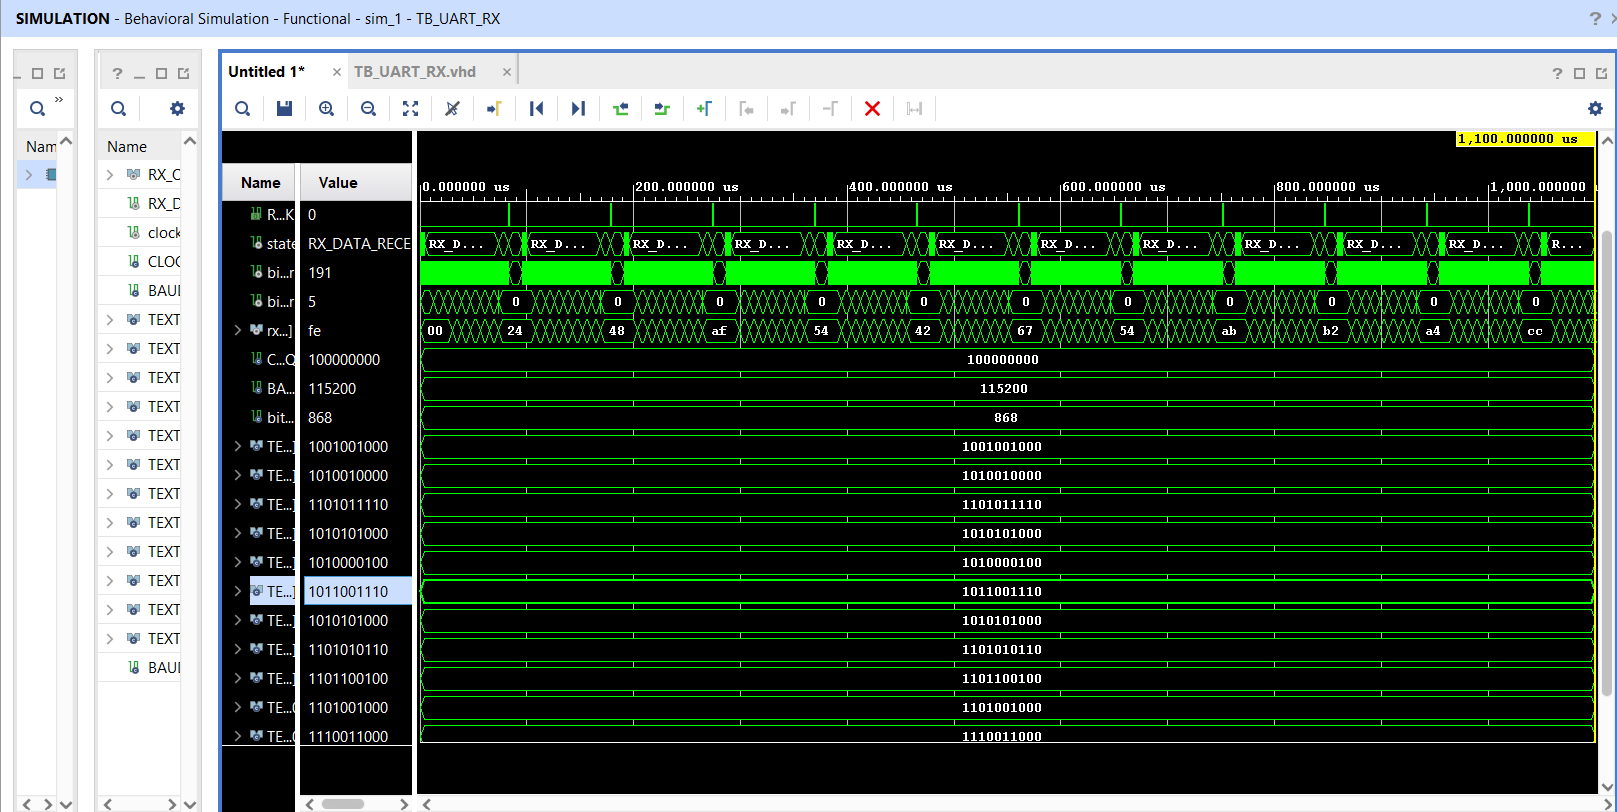 SIMULATION - Behavioral Simulation - Functional - sim_1 - TB_UART_RX
Untitled 1*
TB_UART_RX.vhd
Nam
Name
RX_C
RX_D
clock
CLOC
BAUI
TEXT
TEXT
TEXT
TEXT
TEXT
TEXT
TEXT
TEXT
TEXT
TEXT
TEXT
TEXT
BAUI
1,100.000000 us
Name Value
0.000000 us 200.000000 us 400.000000 us 600.000000 us 800.000000 us 1,000.000000
R...K 0
state RX_DATA_RECE RX_D... RX_D... RX_D... RX_D... RX_D... RX_D... RX_D... RX_D... RX_D... RX_D... RX_D... R...
bi...r 191
bi...r 5 0 0 0 0 0 0 0 0 0 0 0
rx...] fe 00 24 48 af 54 42 67 54 ab b2 a4 cc
C...Q 100000000 100000000
BA... 115200 115200
bit... 868 868
TE...] 1001001000 1001001000
TE...] 1010010000 1010010000
TE...] 1101011110 1101011110
TE...] 1010101000 1010101000
TE...] 1010000100 1010000100
TE...] 1011001110 1011001110
TE...] 1010101000 1010101000
TE...] 1101010110 1101010110
TE...] 1101100100 1101100100
TE...0 1101001000 1101001000
TE...0 1110011000 1110011000